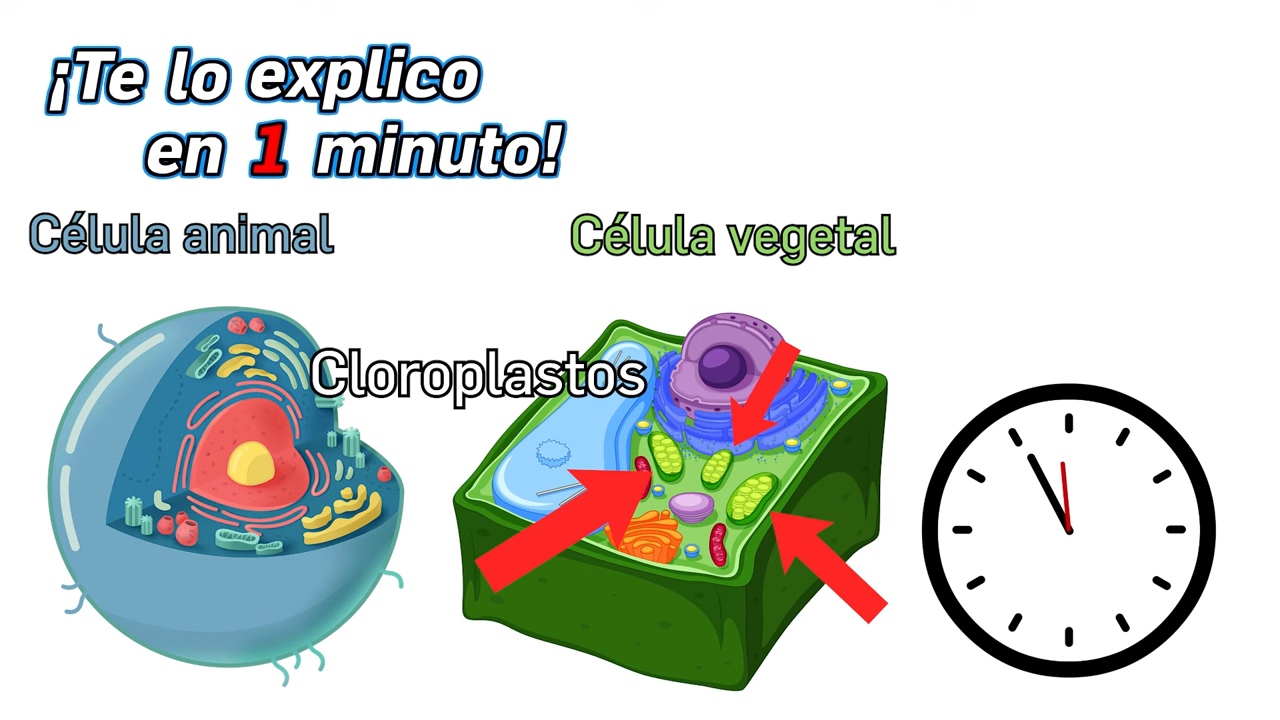 ¡Te lo explico
en 1 minuto!
Célula animal
Célula vegetal
Cloroplastos